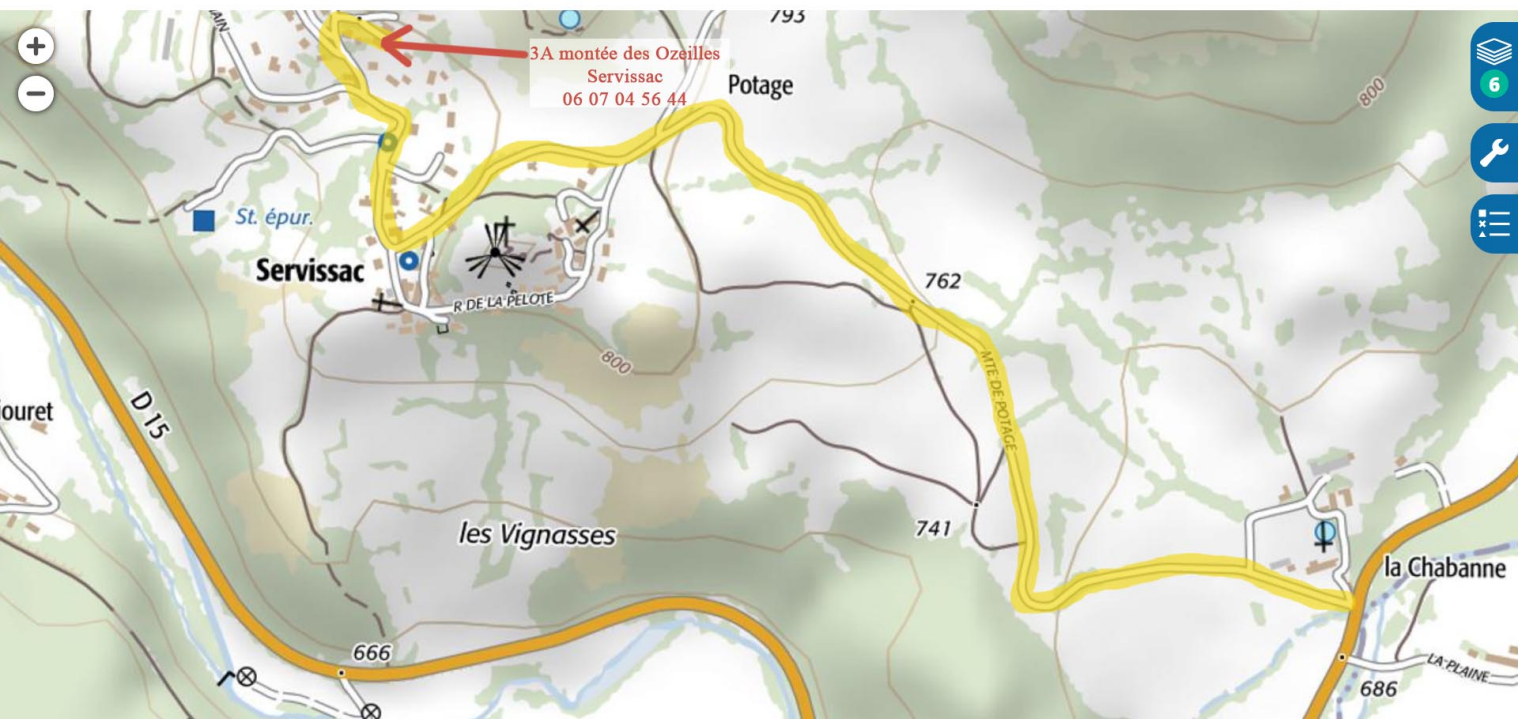 793
AIN
3A montée des Ozeilles
Servissac
06 07 04 56 44
Potage
800
6
St. épur.
Servissac
R DE LA PELOTE
762
800
MTE DE POTAGE
ouret
D 15
les Vignasses
741
la Chabanne
666
LA PLAINE
686